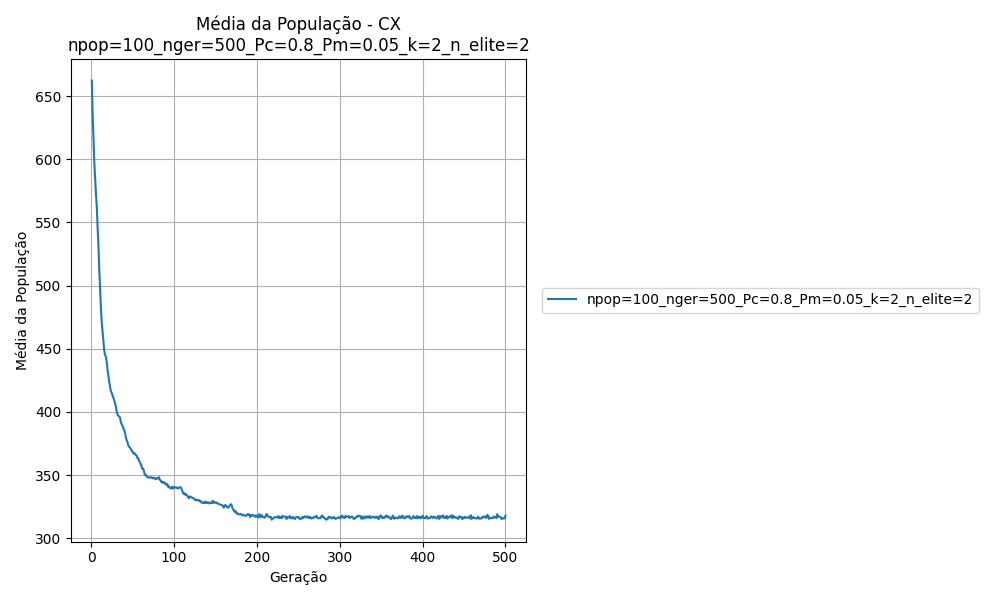 Média da População - CX
npop=100_nger=500_Pc=0.8_Pm=0.05_k=2_n_elite=2
Média da População
650
600
550
500
450
400
350
300
0 100 200 300 400 500
Geração
npop=100_nger=500_Pc=0.8_Pm=0.05_k=2_n_elite=2